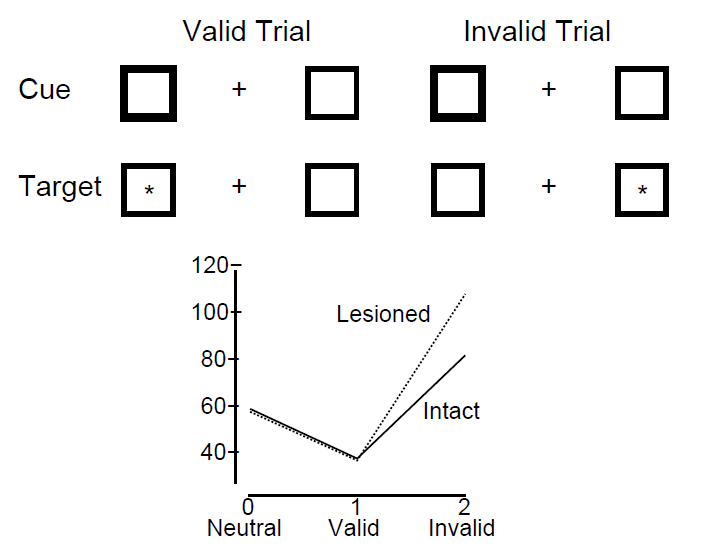 Valid Trial Invalid Trial
Cue + +
Target * + + *
120
100
Lesioned
80
60
Intact
40
0 1 2
Neutral Valid Invalid